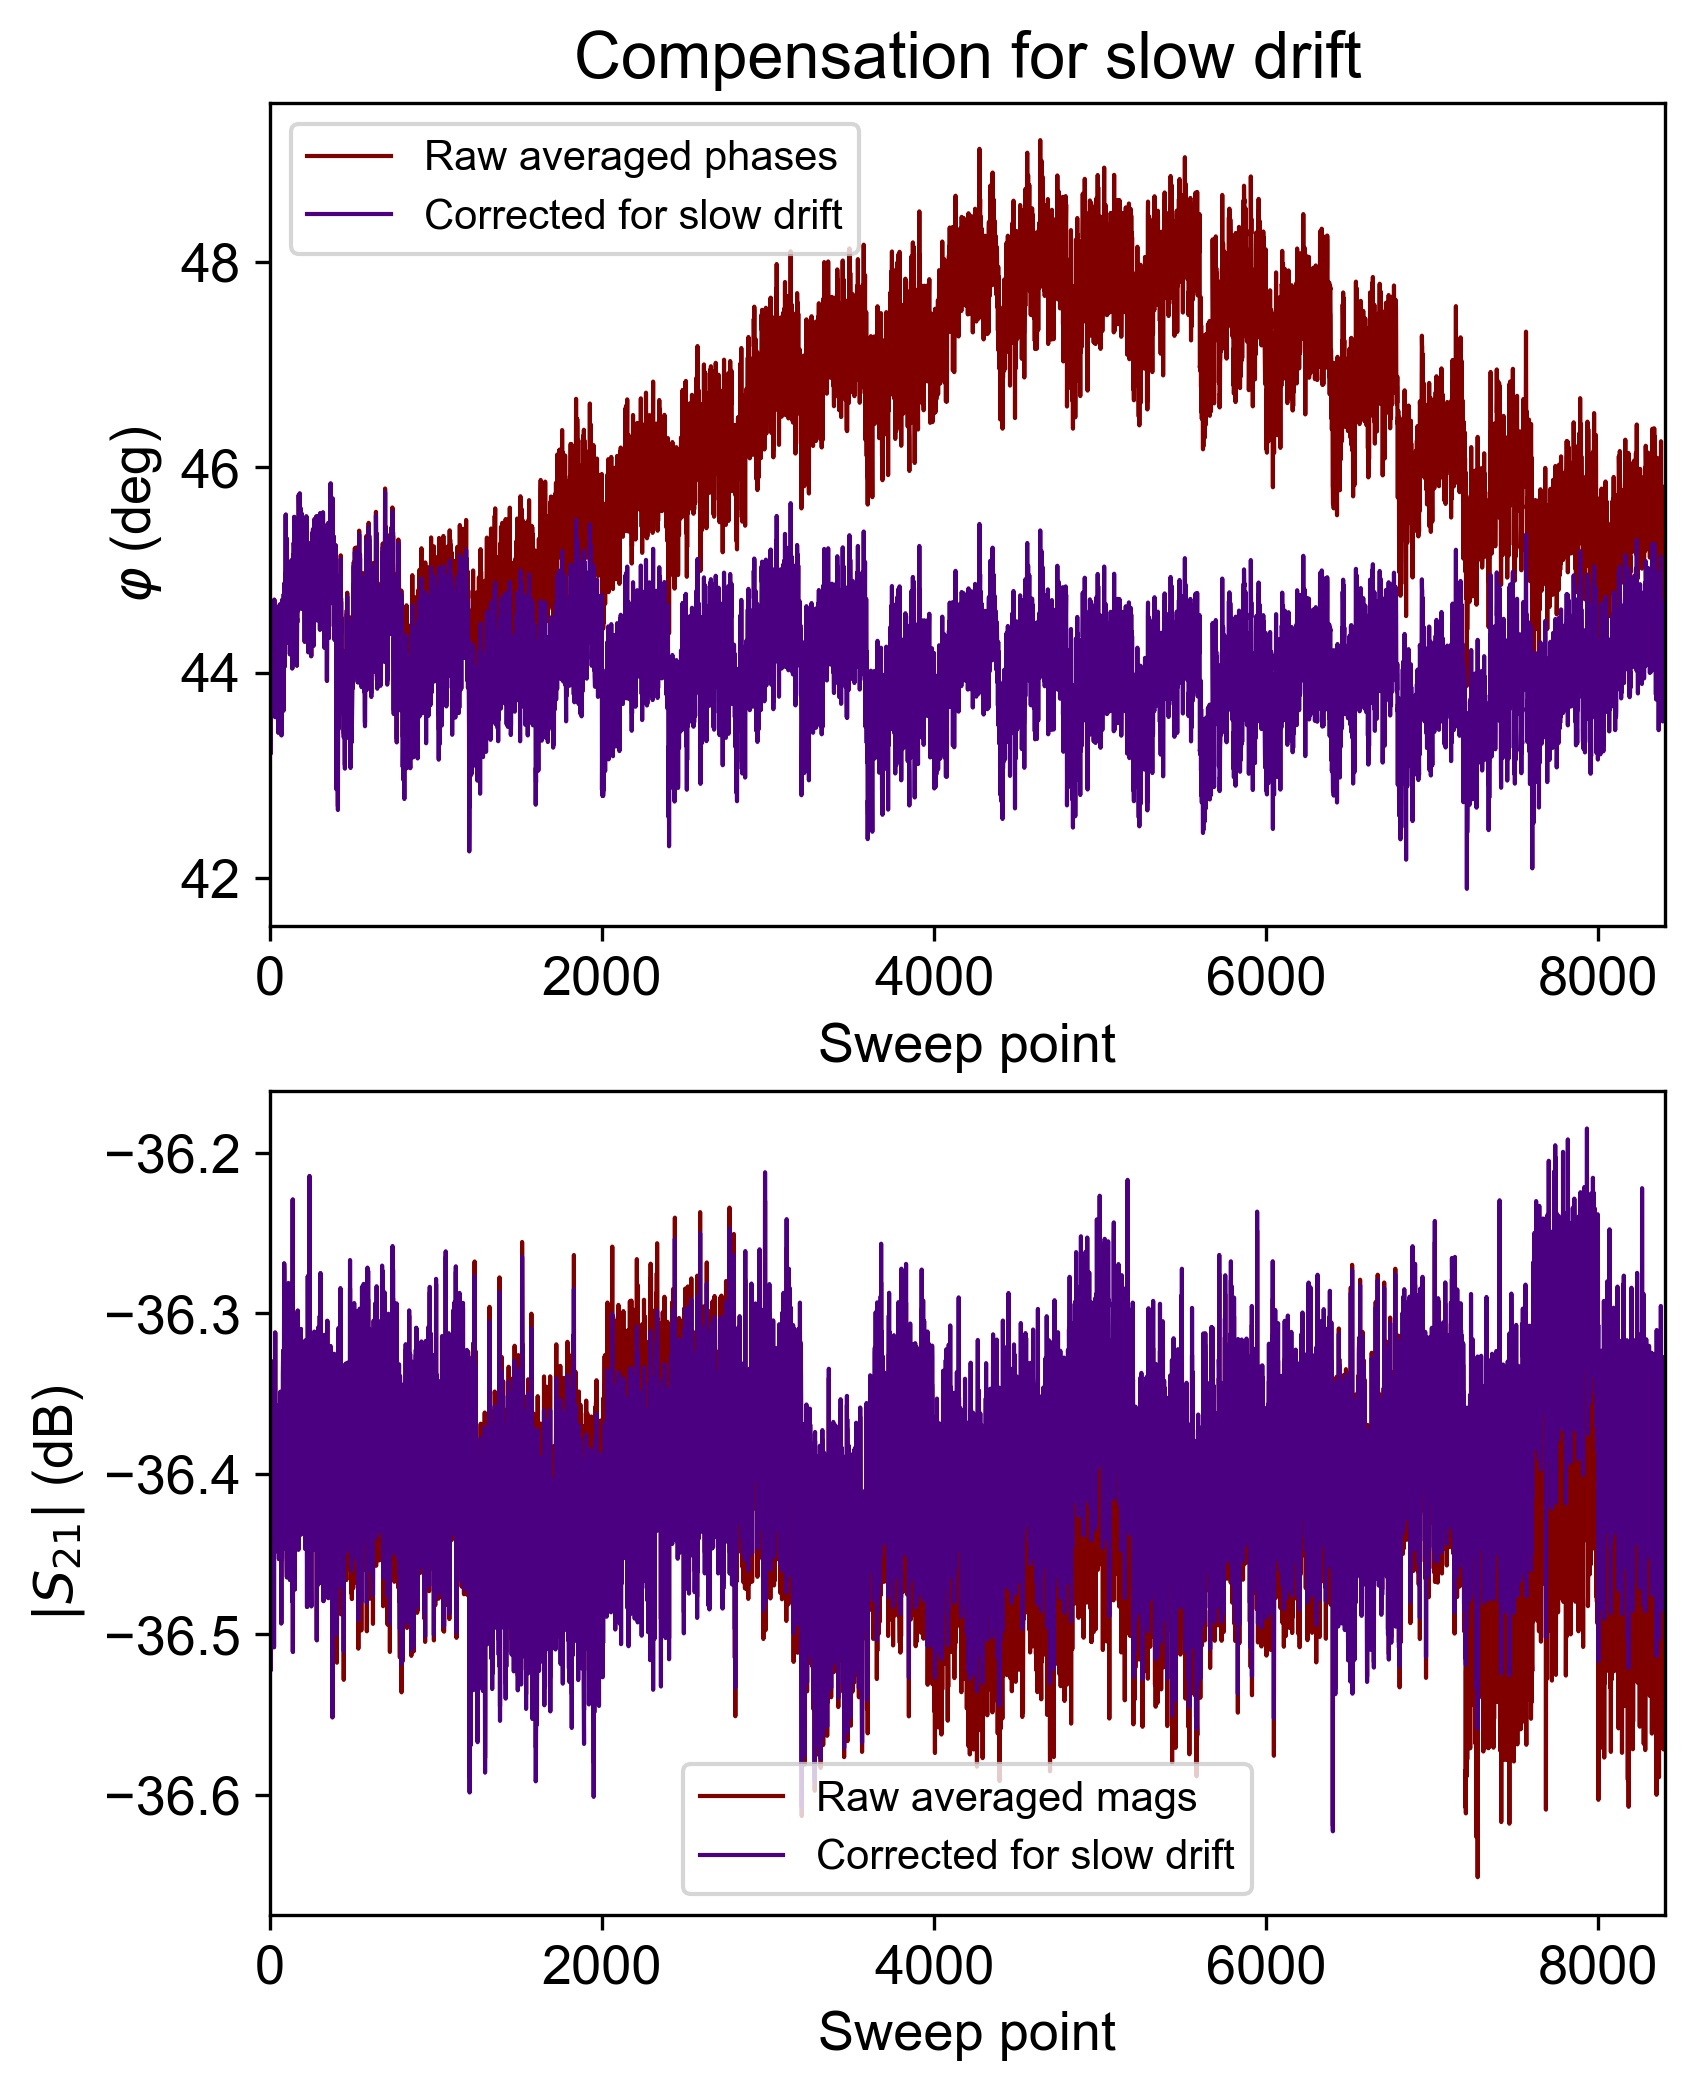 Compensation for slow drift
Raw averaged phases
Corrected for slow drift
φ (deg)
48
46
44
42
0 2000 4000 6000 8000
Sweep point
|S₂₁| (dB)
−36.2
−36.3
−36.4
−36.5
−36.6
Raw averaged mags
Corrected for slow drift
0 2000 4000 6000 8000
Sweep point